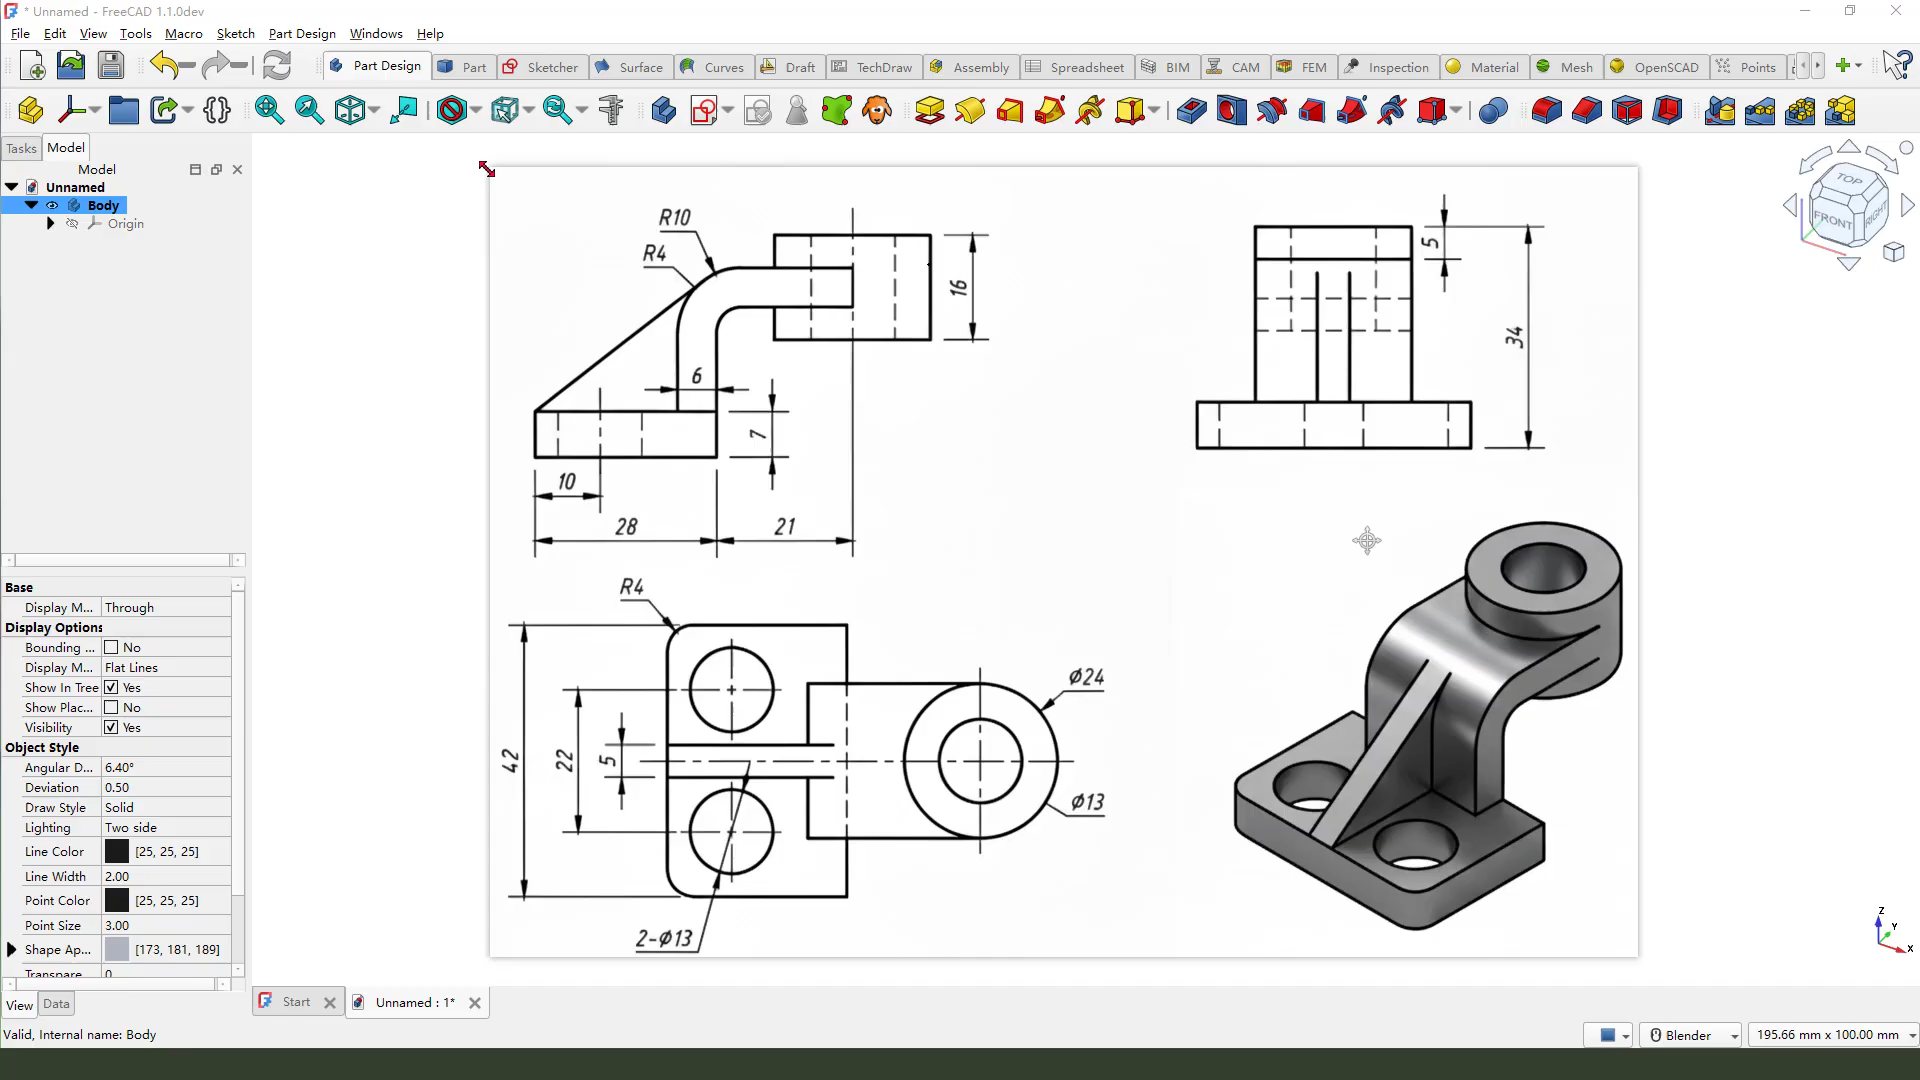 * Unnamed - FreeCAD 1.1.0dev
File Edit View Tools Macro Sketch Part Design Windows Help
Part Design Part Sketcher Surface Curves Draft TechDraw Assembly Spreadsheet BIM CAM FEM Inspection Material Mesh OpenSCAD Points
Tasks Model
Model
Unnamed
Body
Origin
Base
Display M... Through
Display Options
Bounding ... No
Display M... Flat Lines
Show In Tree Yes
Show Plac... No
Visibility Yes
Object Style
Angular D... 6.40°
Deviation 0.50
Draw Style Solid
Lighting Two side
Line Color [25, 25, 25]
Line Width 2.00
Point Color [25, 25, 25]
Point Size 3.00
Shape Ap... [173, 181, 189]
Transpare 0
View Data
R10
R4
16
6
7
10
28
21
5
34
R4
42
22
5
Φ24
Φ13
2-Φ13
TOP
FRONT
RIGHT
Z
Y
X
Start
Unnamed : 1*
Valid, Internal name: Body
Blender
195.66 mm x 100.00 mm